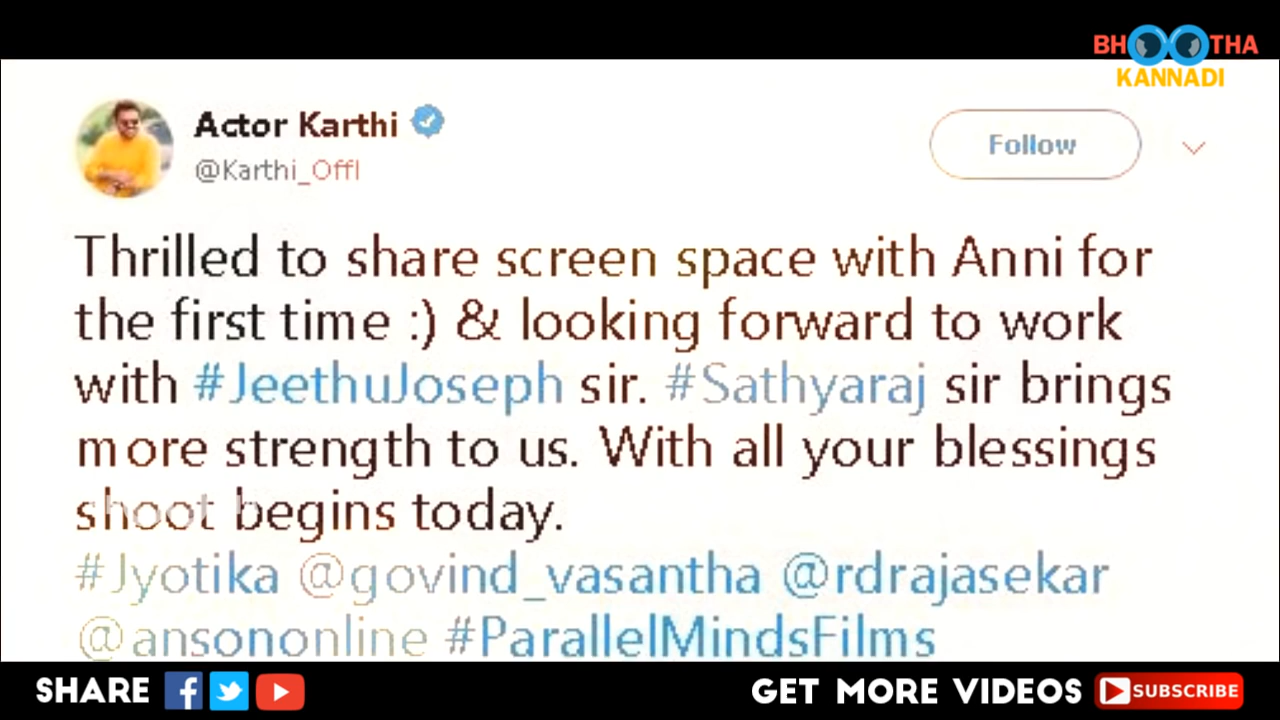 BHOOTHA
KANNADI
Actor Karthi
@Karthi_Offl
Follow
Thrilled to share screen space with Anni for
the first time :) & looking forward to work
with #JeethuJoseph sir. #Sathyaraj sir brings
more strength to us. With all your blessings
shoot begins today.
#Jyotika @govind_vasantha @rdrajasekar
@ansononline #ParallelMindsFilms
SHARE
GET MORE VIDEOS
SUBSCRIBE